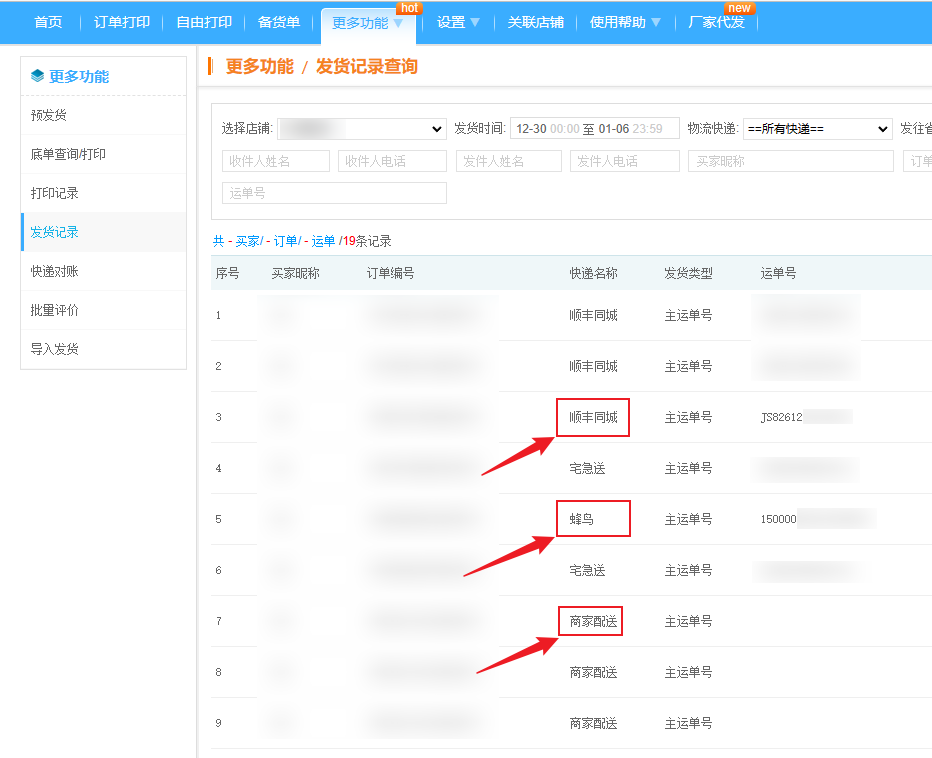 首页 订单打印 自由打印 备货单 更多功能 hot 设置 关联店铺 使用帮助 厂家代发 new
更多功能
预发货
底单查询/打印
打印记录
发货记录
快递对账
批量评价
导入发货
更多功能 / 发货记录查询
选择店铺: 发货时间: 12-30 00:00 至 01-06 23:59 物流快递: ==所有快递== 发往省
收件人姓名 收件人电话 发件人姓名 发件人电话 买家昵称 订单
运单号
共 - 买家/ - 订单/ - 运单 /19条记录
序号 买家昵称 订单编号 快递名称 发货类型 运单号
1 顺丰同城 主运单号
2 顺丰同城 主运单号
3 顺丰同城 主运单号 JS82612
4 宅急送 主运单号
5 蜂鸟 主运单号 150000
6 宅急送 主运单号
7 商家配送 主运单号
8 商家配送 主运单号
9 商家配送 主运单号